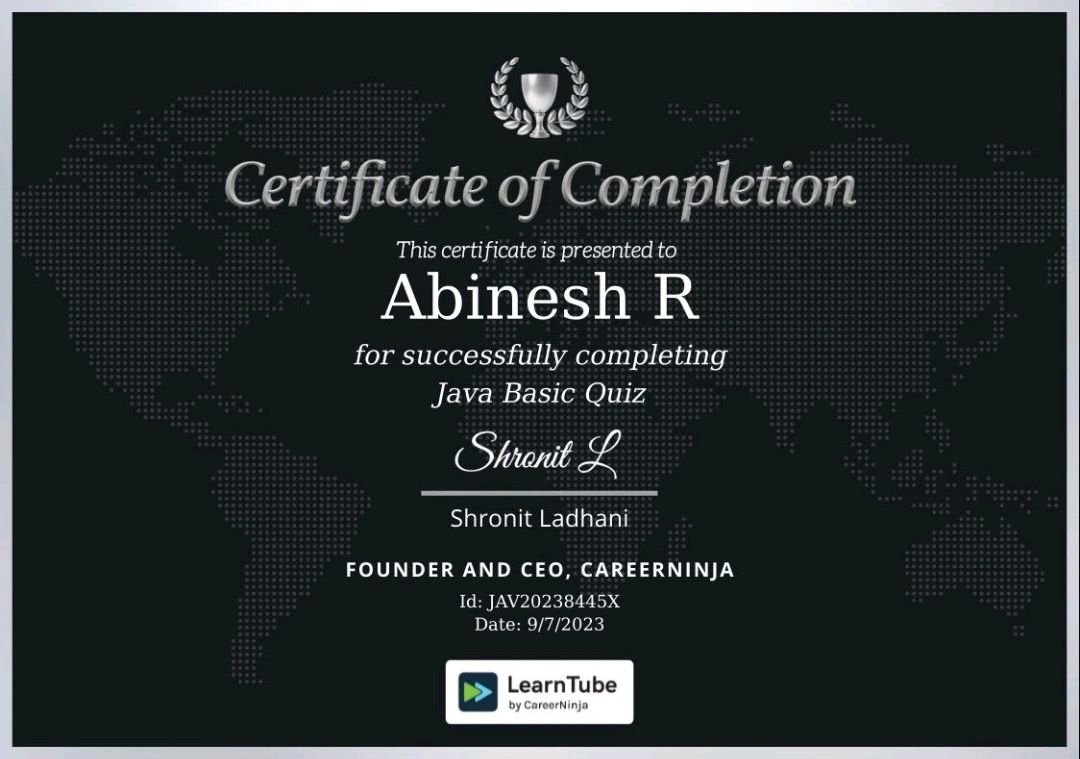 Certificate of Completion
This certificate is presented to
Abinesh R
for successfully completing
Java Basic Quiz
Shronit L
Shronit Ladhani
FOUNDER AND CEO, CAREERNINJA
Id: JAV20238445X
Date: 9/7/2023
LearnTube
by CareerNinja